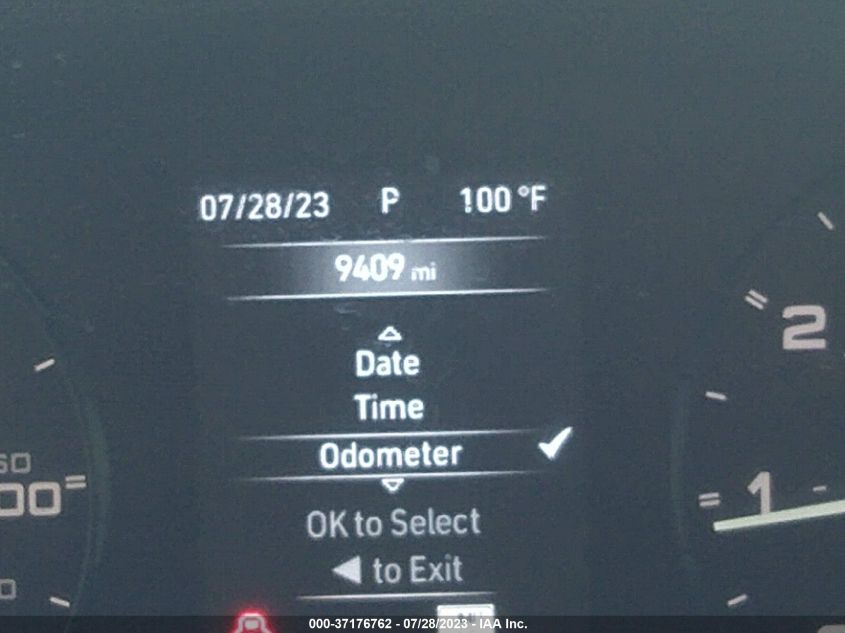 07/28/23 P 100 °F
9409 mi
Date
2
Time
Odometer
1
OK to Select
to Exit
000-37176762 - 07/28/2023 - IAA Inc.